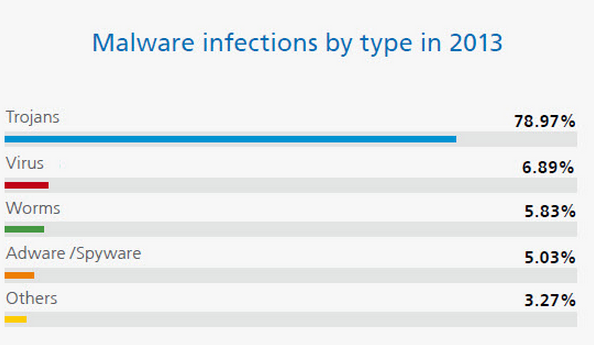 Malware infections by type in 2013
Trojans 78.97%
Virus 6.89%
Worms 5.83%
Adware /Spyware 5.03%
Others 3.27%